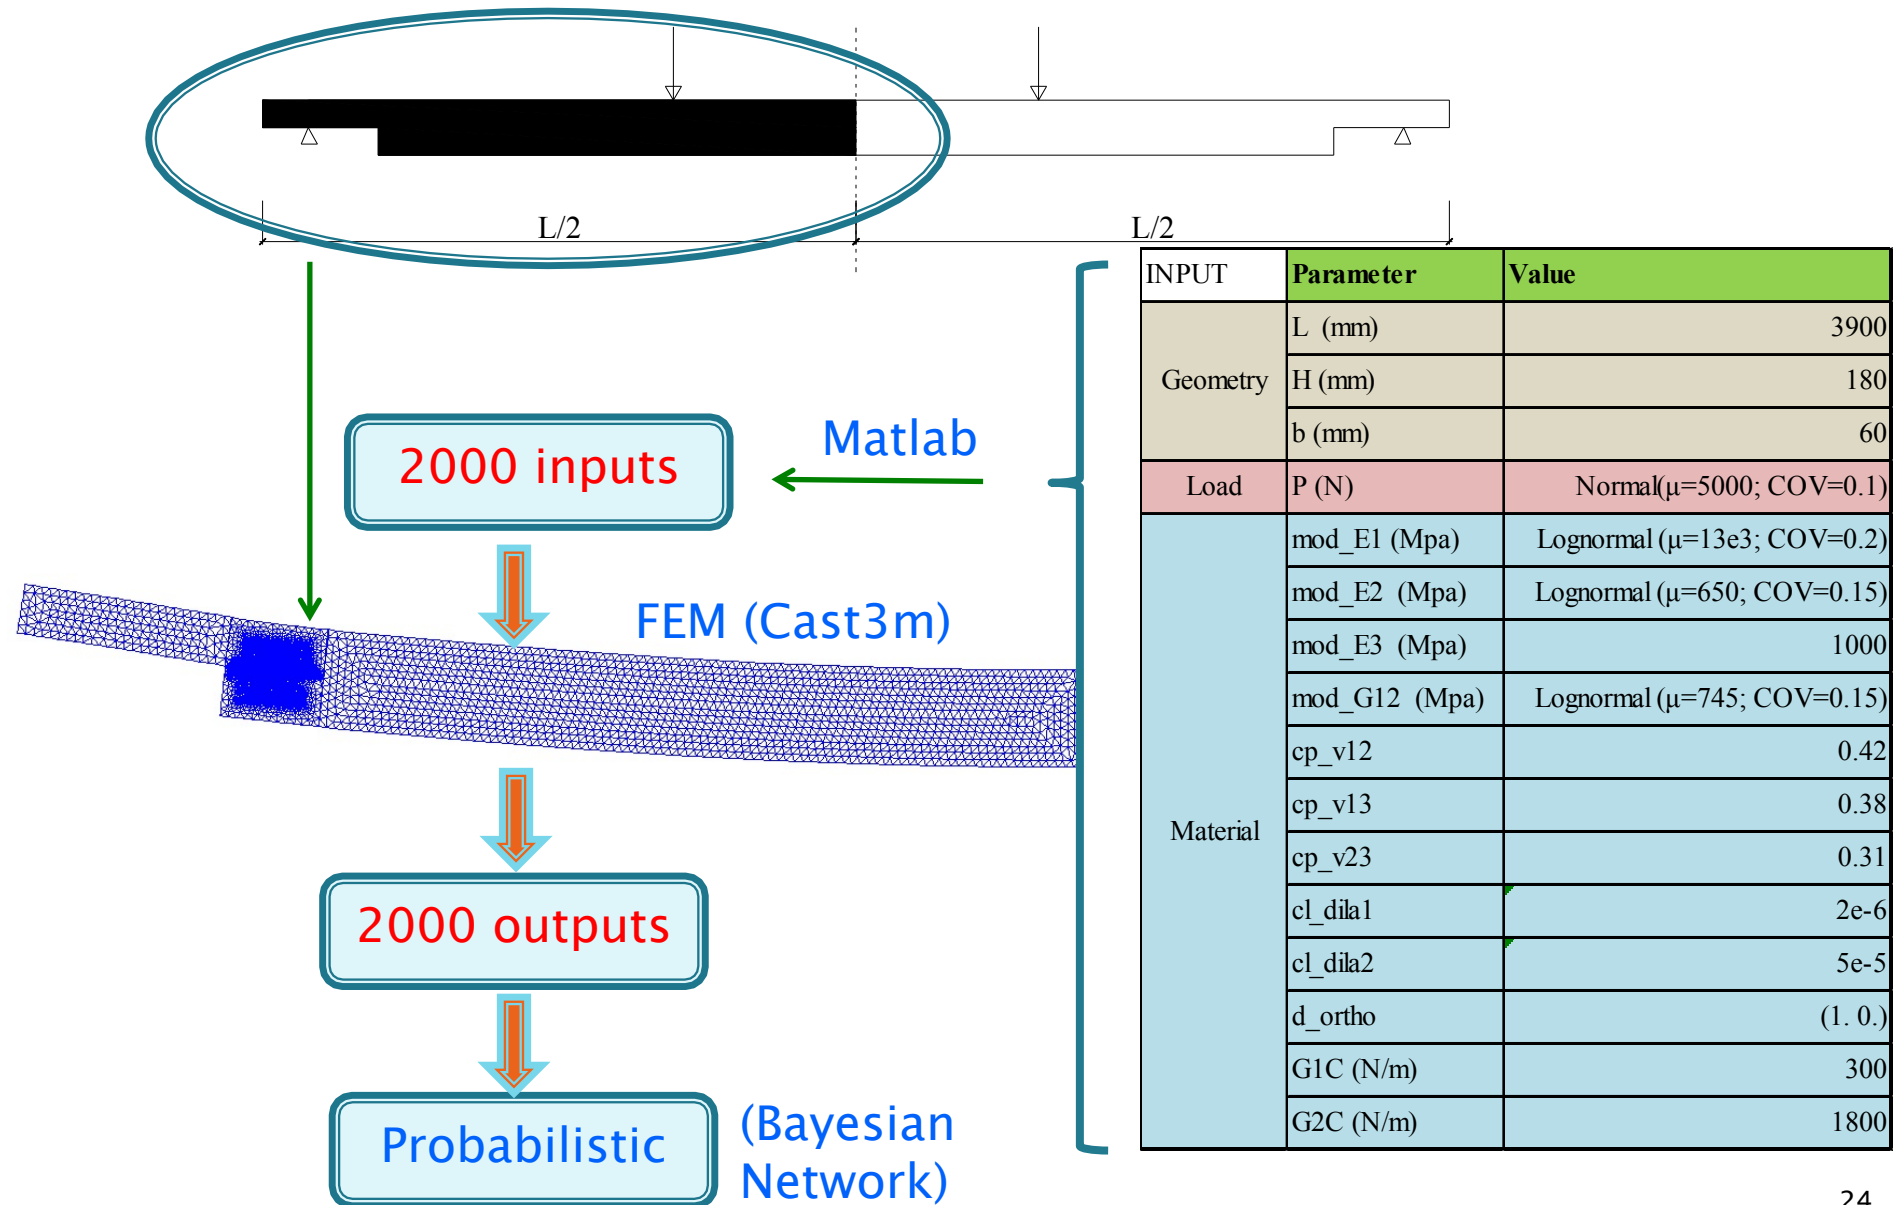 L/2
L/2
INPUT Parameter Value
Geometry
L (mm) 3900
H (mm) 180
b (mm) 60
Load P (N) Normal(μ=5000; COV=0.1)
Material
mod_E1 (Mpa) Lognormal (μ=13e3; COV=0.2)
mod_E2 (Mpa) Lognormal (μ=650; COV=0.15)
mod_E3 (Mpa) 1000
mod_G12 (Mpa) Lognormal (μ=745; COV=0.15)
cp_v12 0.42
cp_v13 0.38
cp_v23 0.31
cl_dila1 2e-6
cl_dila2 5e-5
d_ortho (1. 0.)
G1C (N/m) 300
G2C (N/m) 1800
Matlab
2000 inputs
FEM (Cast3m)
2000 outputs
Probabilistic
(Bayesian
Network)
24